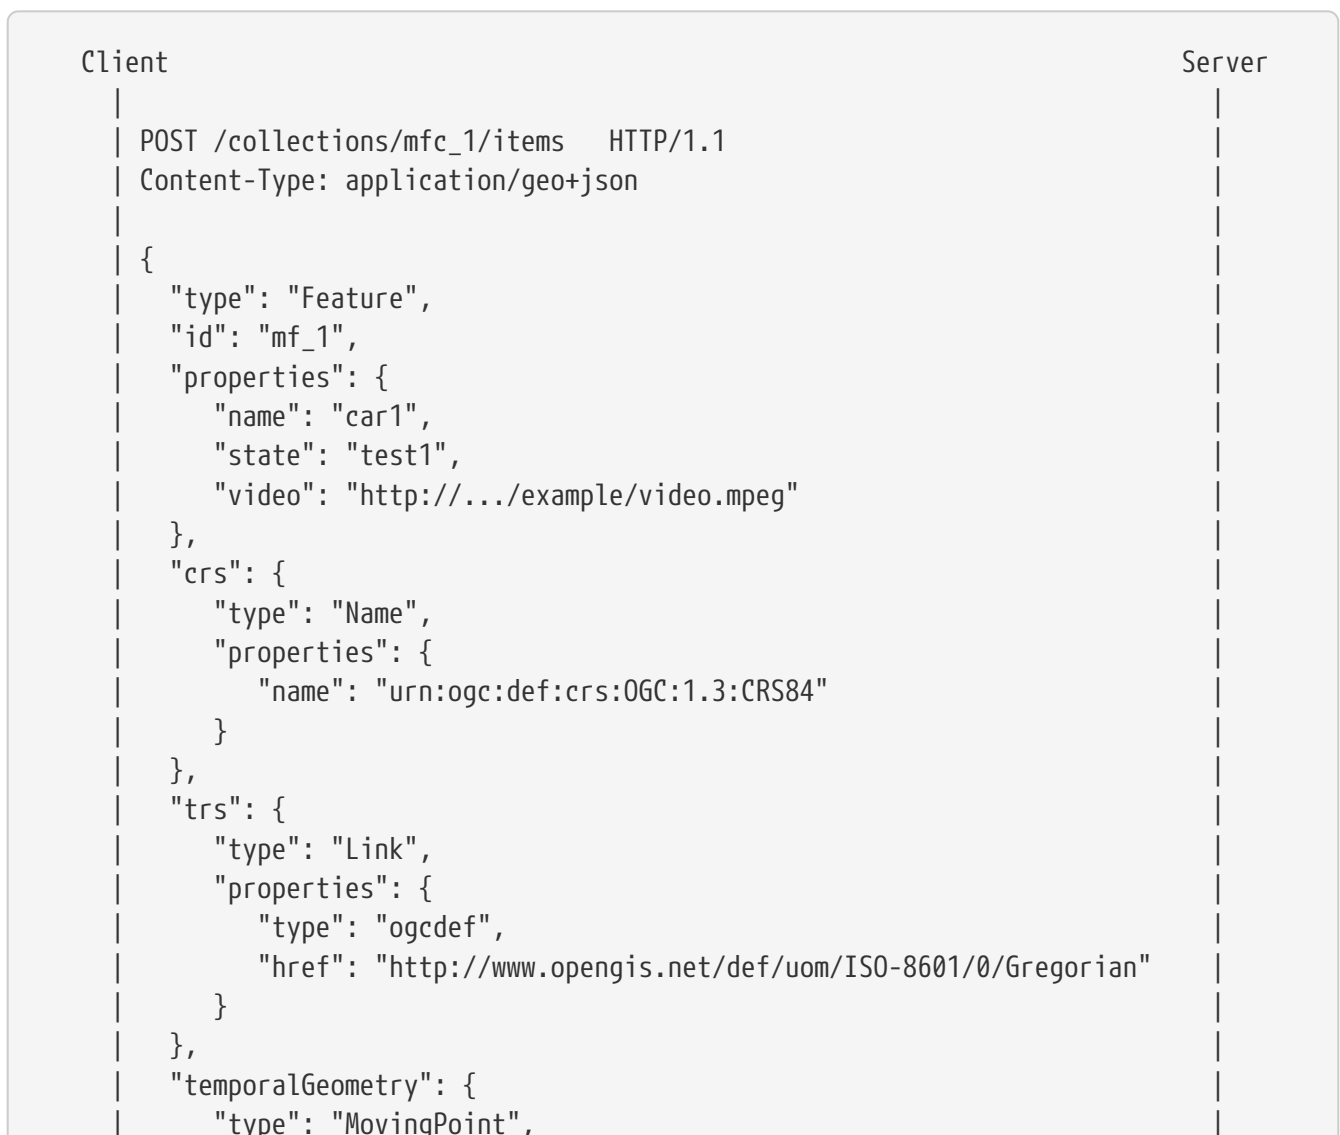 Client Server
|                                                                          |
| POST /collections/mfc_1/items   HTTP/1.1                                 |
| Content-Type: application/geo+json                                       |
|                                                                          |
| {                                                                        |
|   "type": "Feature",                                                     |
|   "id": "mf_1",                                                          |
|   "properties": {                                                        |
|      "name": "car1",                                                     |
|      "state": "test1",                                                   |
|      "video": "http://.../example/video.mpeg"                            |
|   },                                                                     |
|   "crs": {                                                               |
|      "type": "Name",                                                     |
|      "properties": {                                                     |
|         "name": "urn:ogc:def:crs:OGC:1.3:CRS84"                          |
|      }                                                                   |
|   },                                                                     |
|   "trs": {                                                               |
|      "type": "Link",                                                     |
|      "properties": {                                                     |
|         "type": "ogcdef",                                                |
|         "href": "http://www.opengis.net/def/uom/ISO-8601/0/Gregorian"    |
|      }                                                                   |
|   },                                                                     |
|   "temporalGeometry": {                                                  |
|      "type": "MovingPoint",                                              |